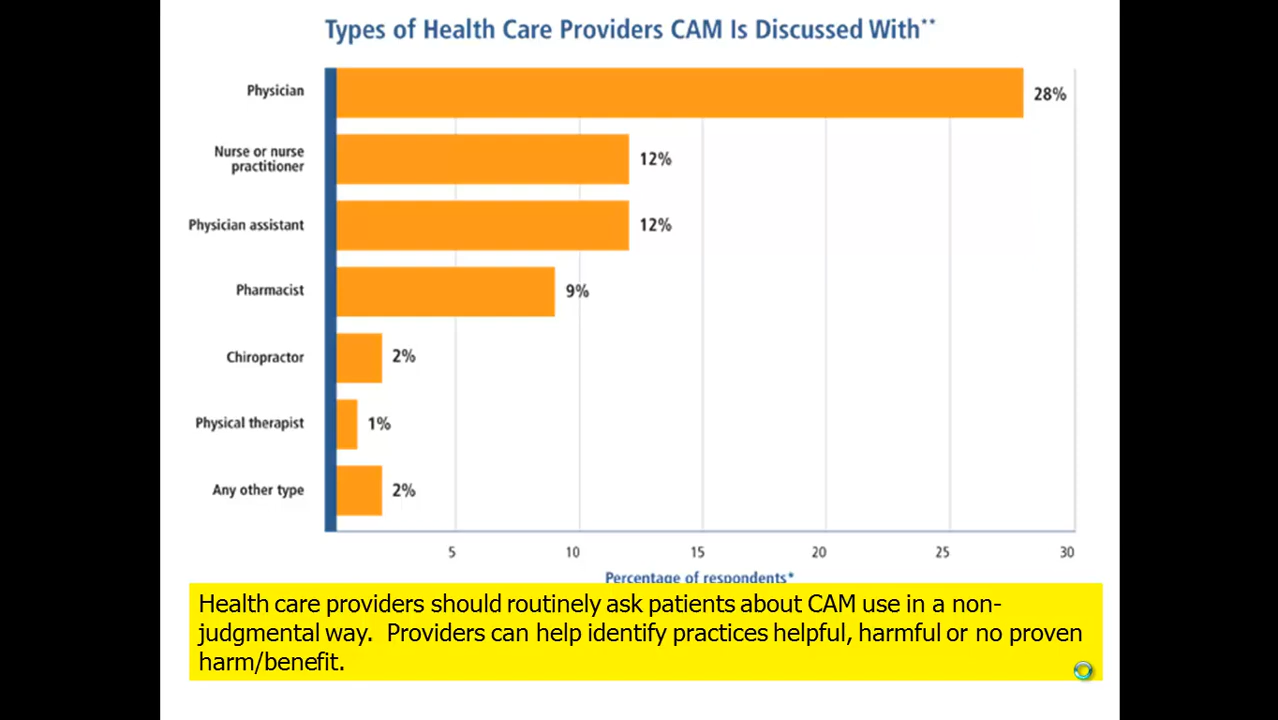 Types of Health Care Providers CAM Is Discussed With**
Physician
28%
Nurse or nurse
practitioner
12%
Physician assistant
12%
Pharmacist
9%
Chiropractor
2%
Physical therapist
1%
Any other type
2%
5 10 15 20 25 30
Percentage of respondents*
Health care providers should routinely ask patients about CAM use in a non-
judgmental way.  Providers can help identify practices helpful, harmful or no proven
harm/benefit.